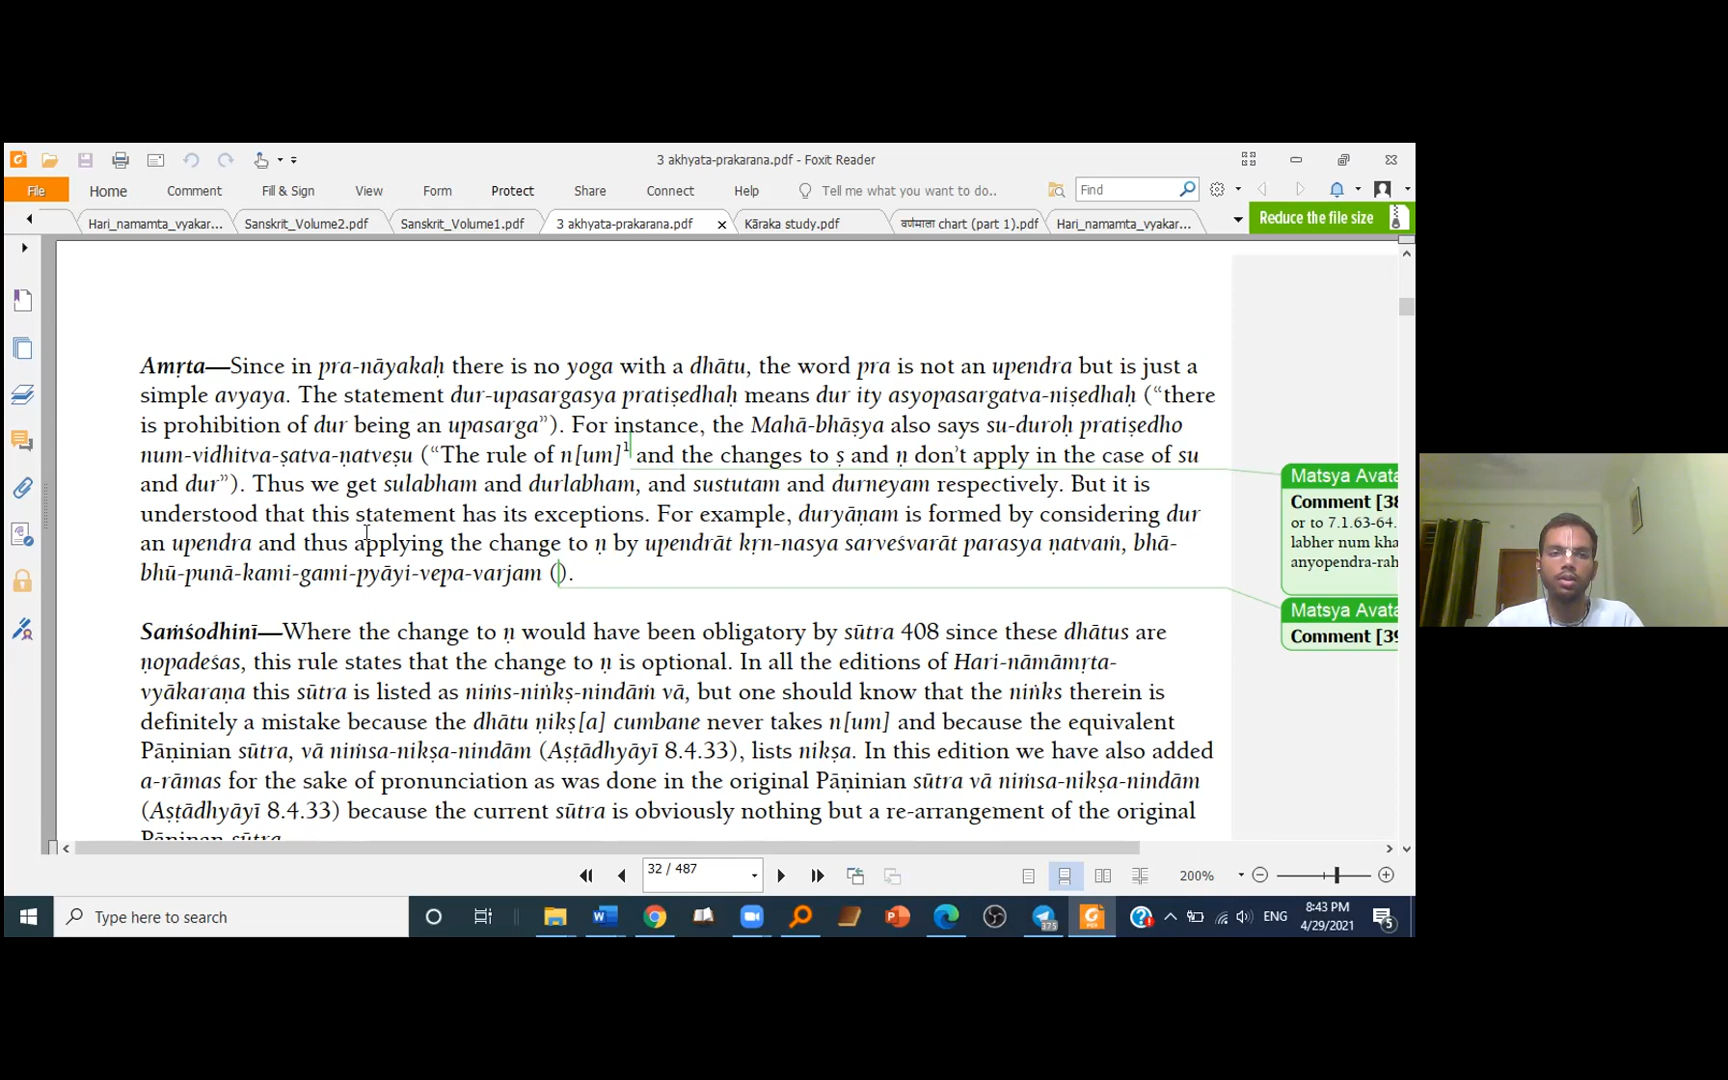 3 akhyata-prakarana.pdf - Foxit Reader
File Home Comment Fill & Sign View Form Protect Share Connect Help Tell me what you want to do.. Find
Hari_namamta_vyakar... Sanskrit_Volume2.pdf Sanskrit_Volume1.pdf 3 akhyata-prakarana.pdf Kāraka study.pdf वर्णमाला chart (part 1).pdf Hari_namamta_vyakar... Reduce the file size
Amṛta—Since in pra-nāyakaḥ there is no yoga with a dhātu, the word pra is not an upendra but is just a
simple avyaya. The statement dur-upasargasya pratiṣedhaḥ means dur ity asyopasargatva-niṣedhaḥ (“there
is prohibition of dur being an upasarga”). For instance, the Mahā-bhāṣya also says su-duroḥ pratiṣedho
num-vidhitva-ṣatva-ṇatveṣu (“The rule of n[um]¹ and the changes to ṣ and ṇ don’t apply in the case of su
and dur”). Thus we get sulabham and durlabham, and sustutam and durneyam respectively. But it is
understood that this statement has its exceptions. For example, duryāṇam is formed by considering dur
an upendra and thus applying the change to ṇ by upendrāt kṛn-nasya sarveśvarāt parasya ṇatvaṁ, bhā-
bhū-punā-kami-gami-pyāyi-vepa-varjam ().
Saṁśodhinī—Where the change to ṇ would have been obligatory by sūtra 408 since these dhātus are
ṇopadeśas, this rule states that the change to ṇ is optional. In all the editions of Hari-nāmāmṛta-
vyākaraṇa this sūtra is listed as niṁs-niṅkṣ-nindāṁ vā, but one should know that the niṅks therein is
definitely a mistake because the dhātu ṇikṣ[a] cumbane never takes n[um] and because the equivalent
Pāṇinian sūtra, vā niṁsa-nikṣa-nindām (Aṣṭādhyāyī 8.4.33), lists nikṣa. In this edition we have also added
a-rāmas for the sake of pronunciation as was done in the original Pāṇinian sūtra vā niṁsa-nikṣa-nindām
(Aṣṭādhyāyī 8.4.33) because the current sūtra is obviously nothing but a re-arrangement of the original
Pāṇinan sūtra.
Matsya Avata
Comment [38
or to 7.1.63-64.
labher num kha
anyopendra-rah
Matsya Avata
Comment [39
32 / 487 200%
Type here to search 375 ENG 8:43 PM 4/29/2021 5